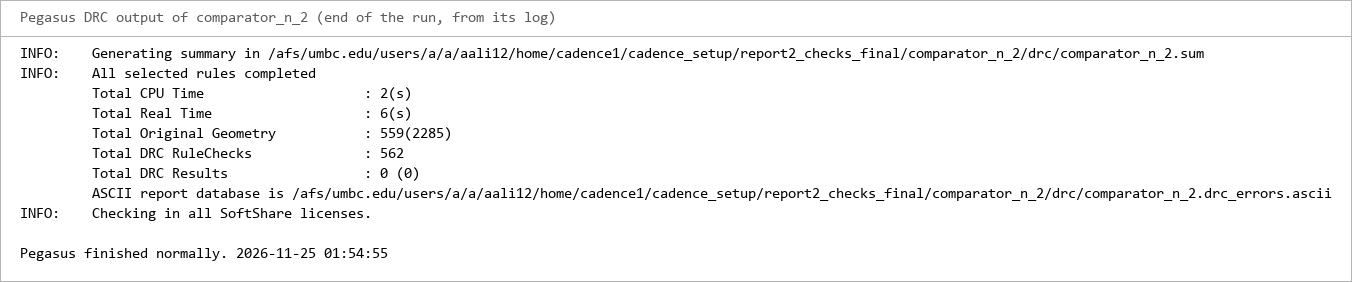 Pegasus DRC output of comparator_n_2 (end of the run, from its log)
INFO:    Generating summary in /afs/umbc.edu/users/a/a/aali12/home/cadence1/cadence_setup/report2_checks_final/comparator_n_2/drc/comparator_n_2.sum
INFO:    All selected rules completed
         Total CPU Time                    : 2(s)
         Total Real Time                   : 6(s)
         Total Original Geometry           : 559(2285)
         Total DRC RuleChecks              : 562
         Total DRC Results                 : 0 (0)
         ASCII report database is /afs/umbc.edu/users/a/a/aali12/home/cadence1/cadence_setup/report2_checks_final/comparator_n_2/drc/comparator_n_2.drc_errors.ascii
INFO:    Checking in all SoftShare licenses.
Pegasus finished normally. 2026-11-25 01:54:55